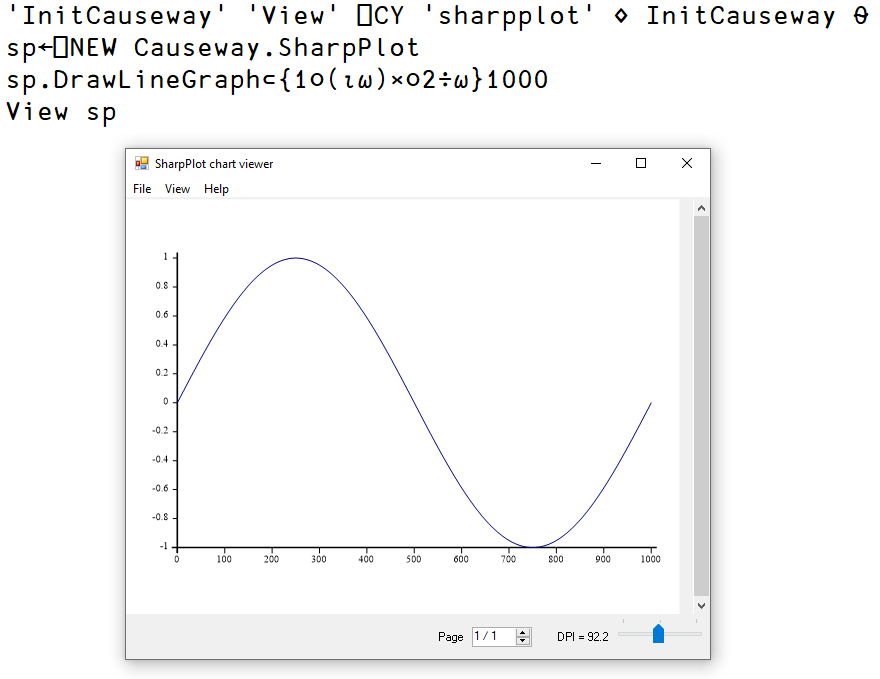 'InitCauseway' 'View' ⎕CY 'sharpplot' ⋄ InitCauseway ⍬
sp←⎕NEW Causeway.SharpPlot
sp.DrawLineGraph⊂{1○(⍳⍵)×○2÷⍵}1000
View sp
SharpPlot chart viewer
File View Help
1
0.8
0.6
0.4
0.2
0
-0.2
-0.4
-0.6
-0.8
-1
0 100 200 300 400 500 600 700 800 900 1000
Page 1 / 1 DPI = 92.2